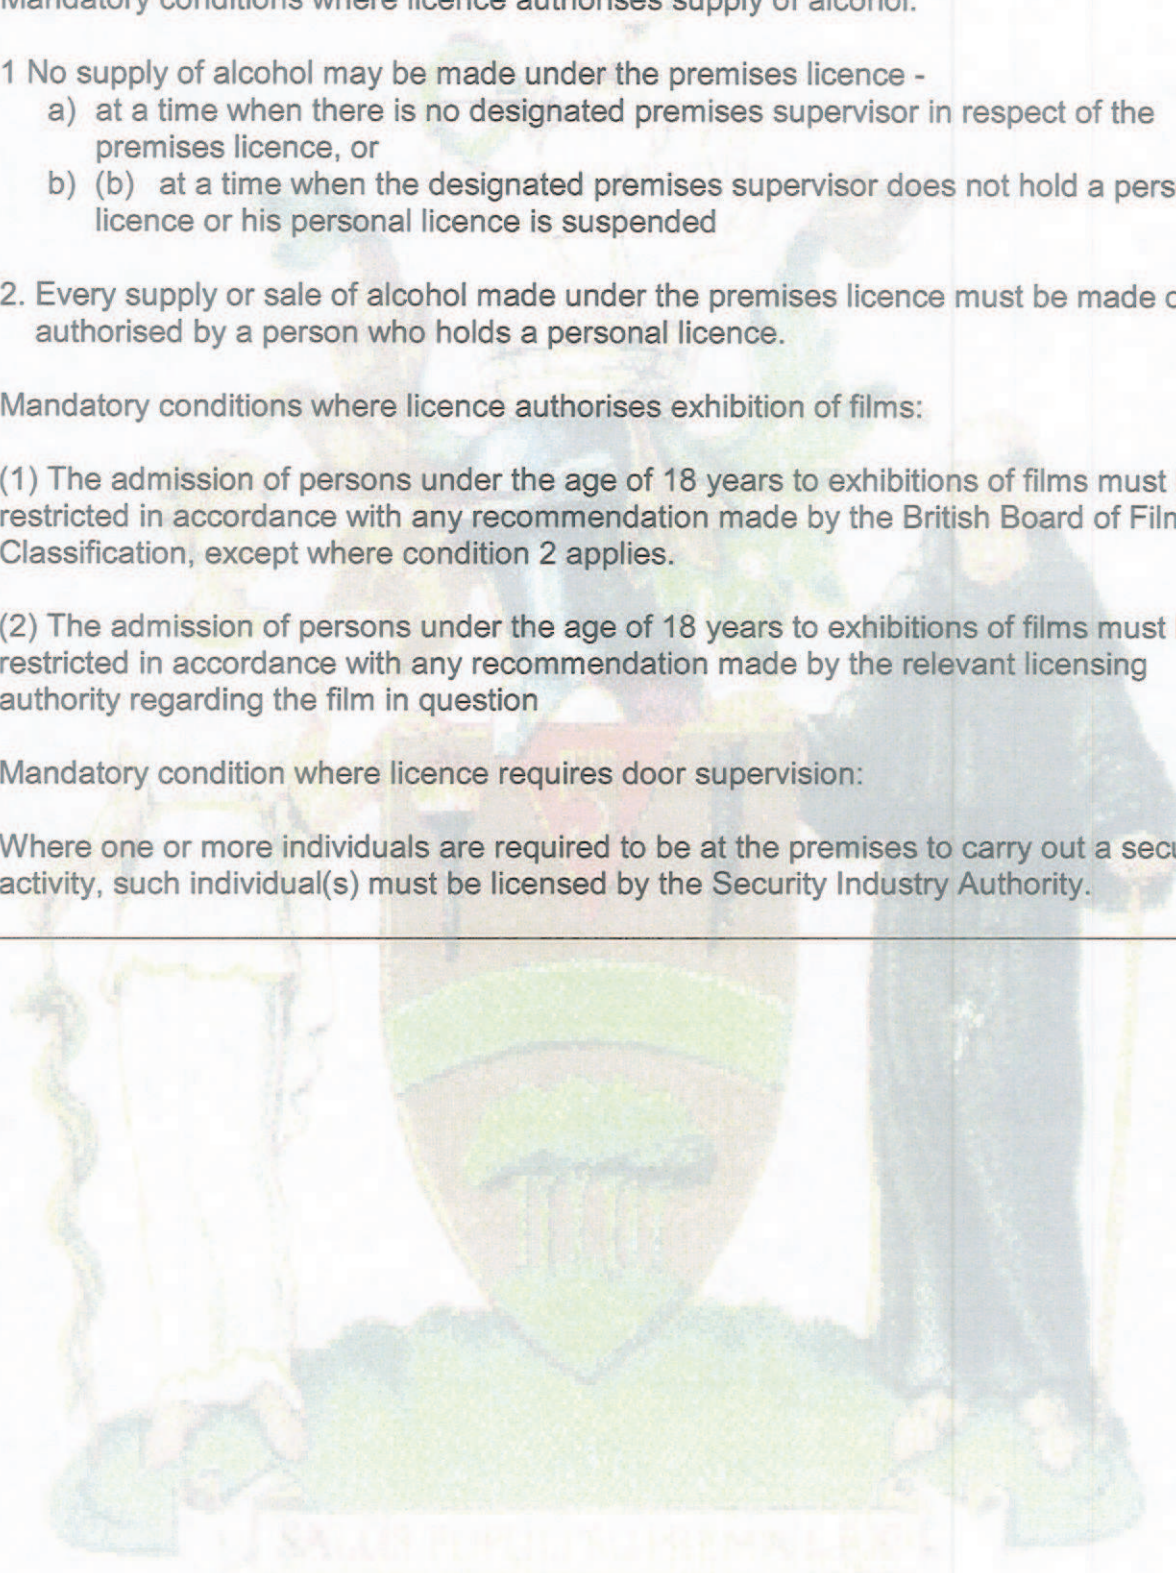 Mandatory conditions where licence authorises supply of alcohol:
1 No supply of alcohol may be made under the premises licence -
a) at a time when there is no designated premises supervisor in respect of the
premises licence, or
b) (b) at a time when the designated premises supervisor does not hold a pers
licence or his personal licence is suspended
2. Every supply or sale of alcohol made under the premises licence must be made
authorised by a person who holds a personal licence.
Mandatory conditions where licence authorises exhibition of films:
(1) The admission of persons under the age of 18 years to exhibitions of films must
restricted in accordance with any recommendation made by the British Board of Film
Classification, except where condition 2 applies.
(2) The admission of persons under the age of 18 years to exhibitions of films must
restricted in accordance with any recommendation made by the relevant licensing
authority regarding the film in question
Mandatory condition where licence requires door supervision:
Where one or more individuals are required to be at the premises to carry out a secu
activity, such individual(s) must be licensed by the Security Industry Authority.